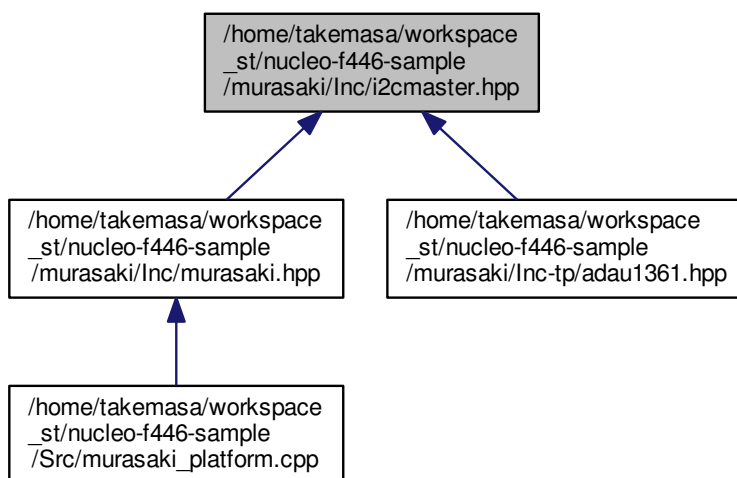 /home/takemasa/workspace
_st/nucleo-f446-sample
/murasaki/Inc/i2cmaster.hpp
/home/takemasa/workspace
_st/nucleo-f446-sample
/murasaki/Inc/murasaki.hpp
/home/takemasa/workspace
_st/nucleo-f446-sample
/murasaki/Inc-tp/adau1361.hpp
/home/takemasa/workspace
_st/nucleo-f446-sample
/Src/murasaki_platform.cpp